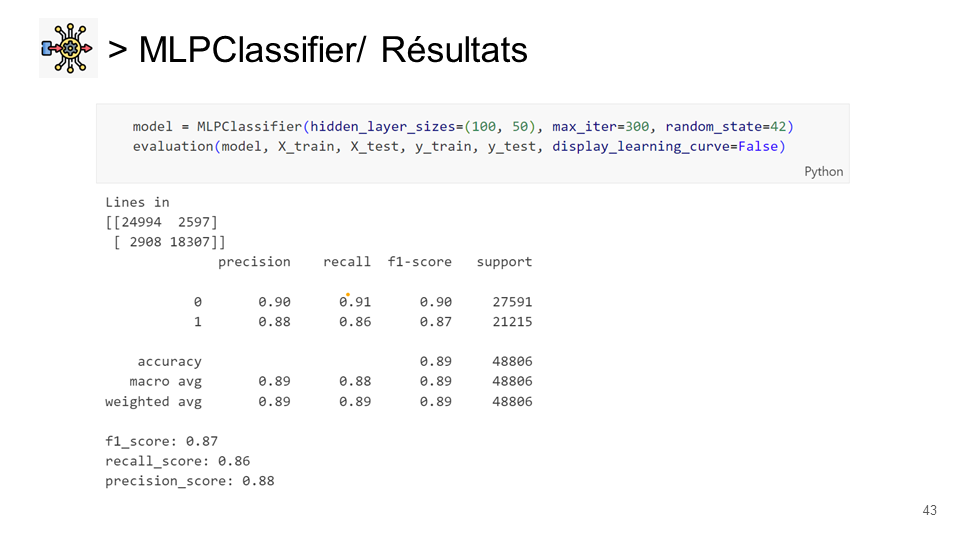 > MLPClassifier/ Résultats
model = MLPClassifier(hidden_layer_sizes=(100, 50), max_iter=300, random_state=42)
evaluation(model, X_train, X_test, y_train, y_test, display_learning_curve=False)
Python
Lines in
[[24994  2597]
 [ 2908 18307]]
              precision    recall  f1-score   support
           0       0.90      0.91      0.90     27591
           1       0.88      0.86      0.87     21215
    accuracy                           0.89     48806
   macro avg       0.89      0.88      0.89     48806
weighted avg       0.89      0.89      0.89     48806
f1_score: 0.87
recall_score: 0.86
precision_score: 0.88
43